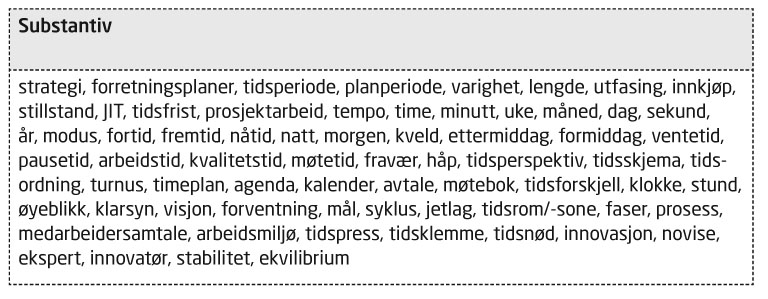 Substantiv
strategi, forretningsplaner, tidsperiode, planperiode, varighet, lengde, utfasing, innkjøp,
stillstand, JIT, tidsfrist, prosjektarbeid, tempo, time, minutt, uke, måned, dag, sekund,
år, modus, fortid, fremtid, nåtid, natt, morgen, kveld, ettermiddag, formiddag, ventetid,
pausetid, arbeidstid, kvalitetstid, møtetid, fravær, håp, tidsperspektiv, tidsskjema, tids-
ordning, turnus, timeplan, agenda, kalender, avtale, møtebok, tidsforskjell, klokke, stund,
øyeblikk, klarsyn, visjon, forventning, mål, syklus, jetlag, tidsrom/-sone, faser, prosess,
medarbeidersamtale, arbeidsmiljø, tidspress, tidsklemme, tidsnød, innovasjon, novise,
ekspert, innovatør, stabilitet, ekvilibrium